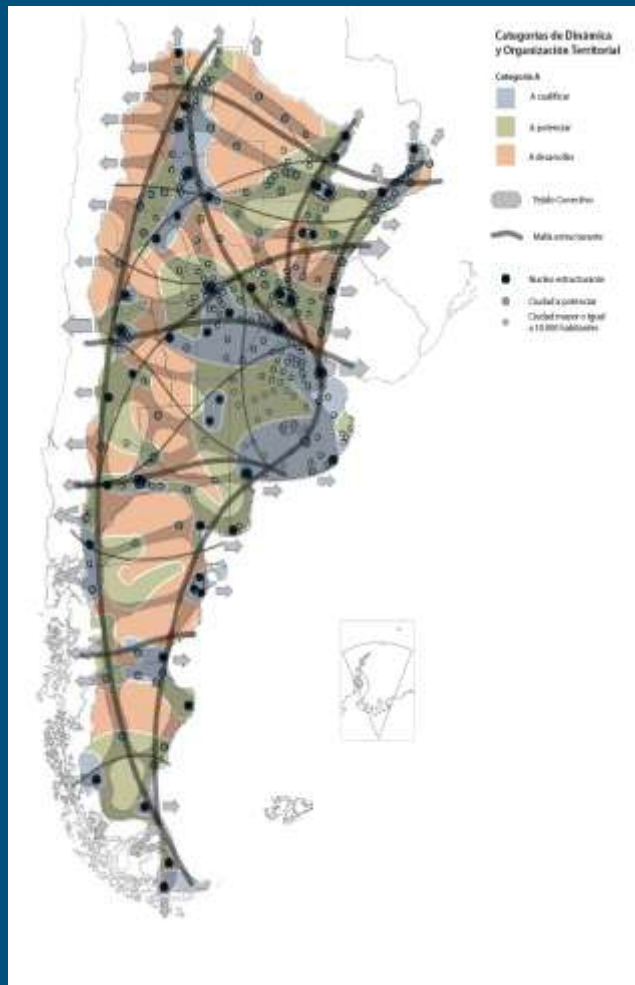 Categorías de Dinámica
y Organización Territorial
Categoría A
A cualificar
A potenciar
A desarrollar
Tejido Conectivo
Malla estructurante
Núcleo estructurante
Ciudad a potenciar
Ciudad mayor o igual
a 10.000 habitantes